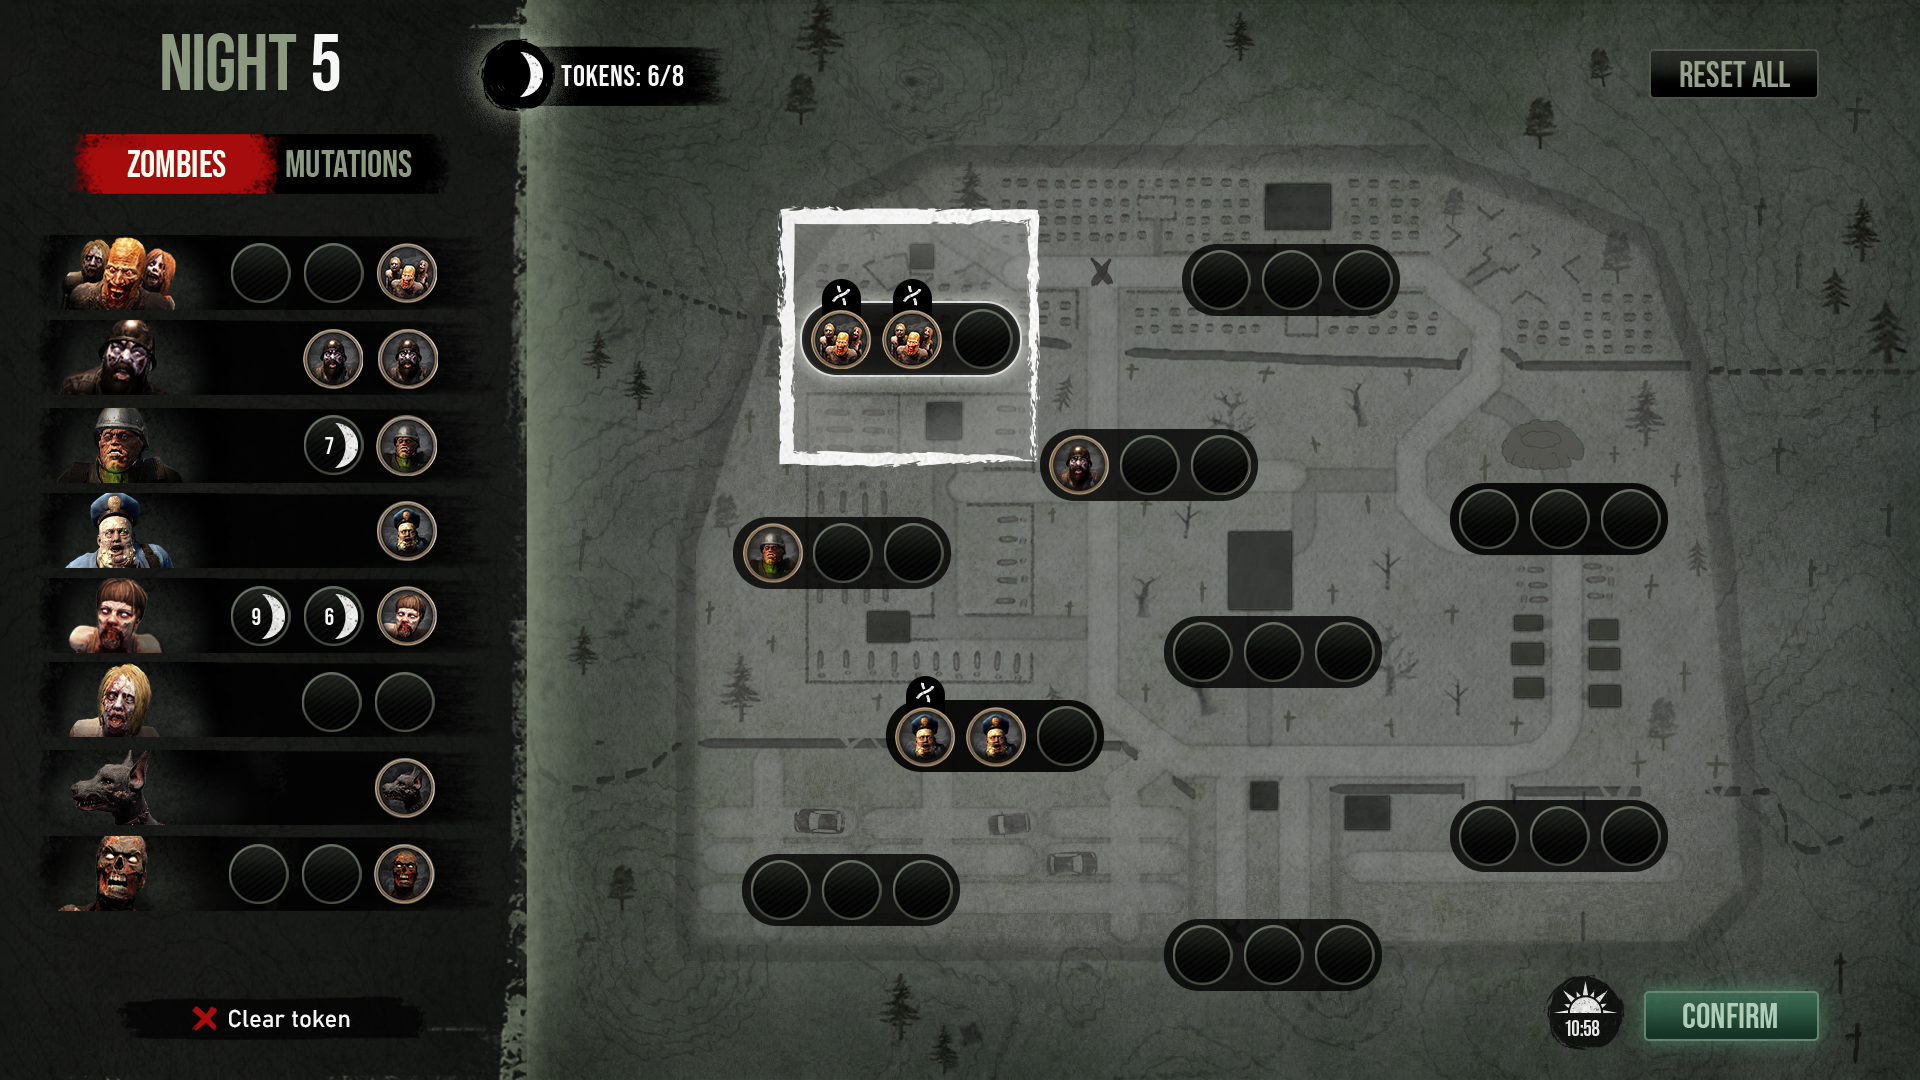 NIGHT 5
TOKENS: 6/8
RESET ALL
ZOMBIES
MUTATIONS
7
9
6
Clear token
10:58
CONFIRM